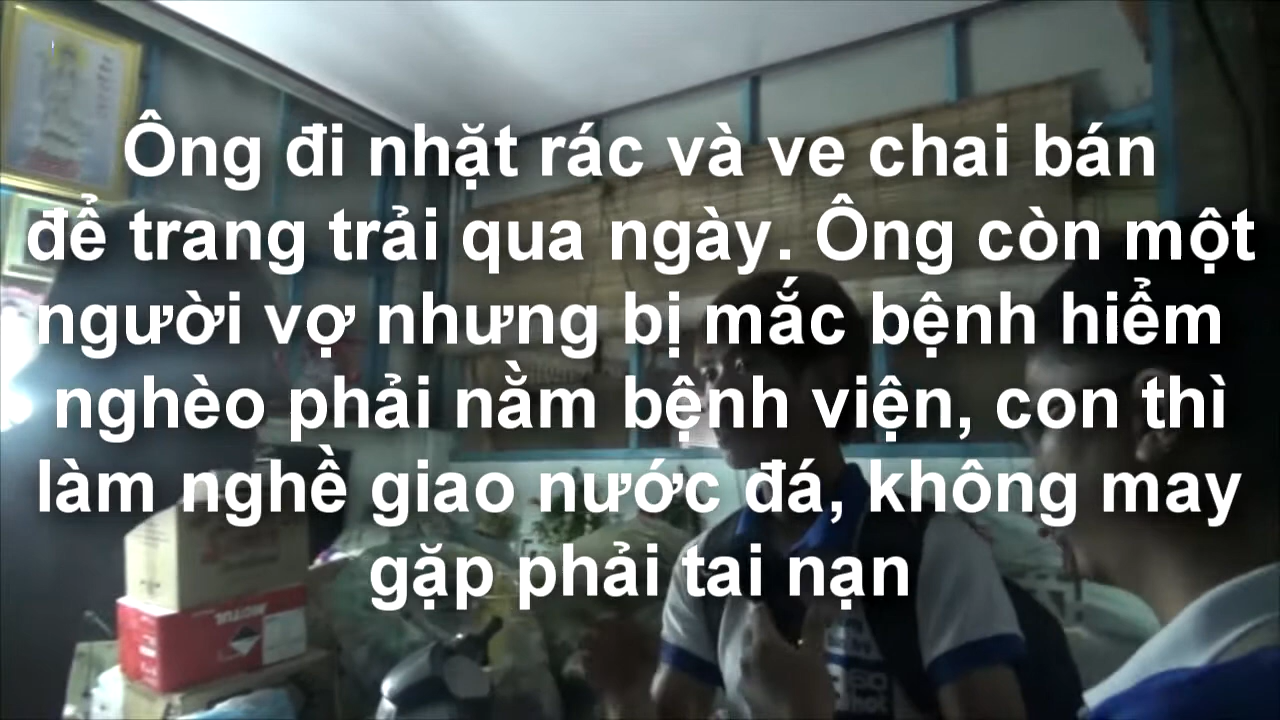 Ông đi nhặt rác và ve chai bán
để trang trải qua ngày. Ông còn một
người vợ nhưng bị mắc bệnh hiểm
nghèo phải nằm bệnh viện, con thì
làm nghề giao nước đá, không may
gặp phải tai nạn
MOTUL